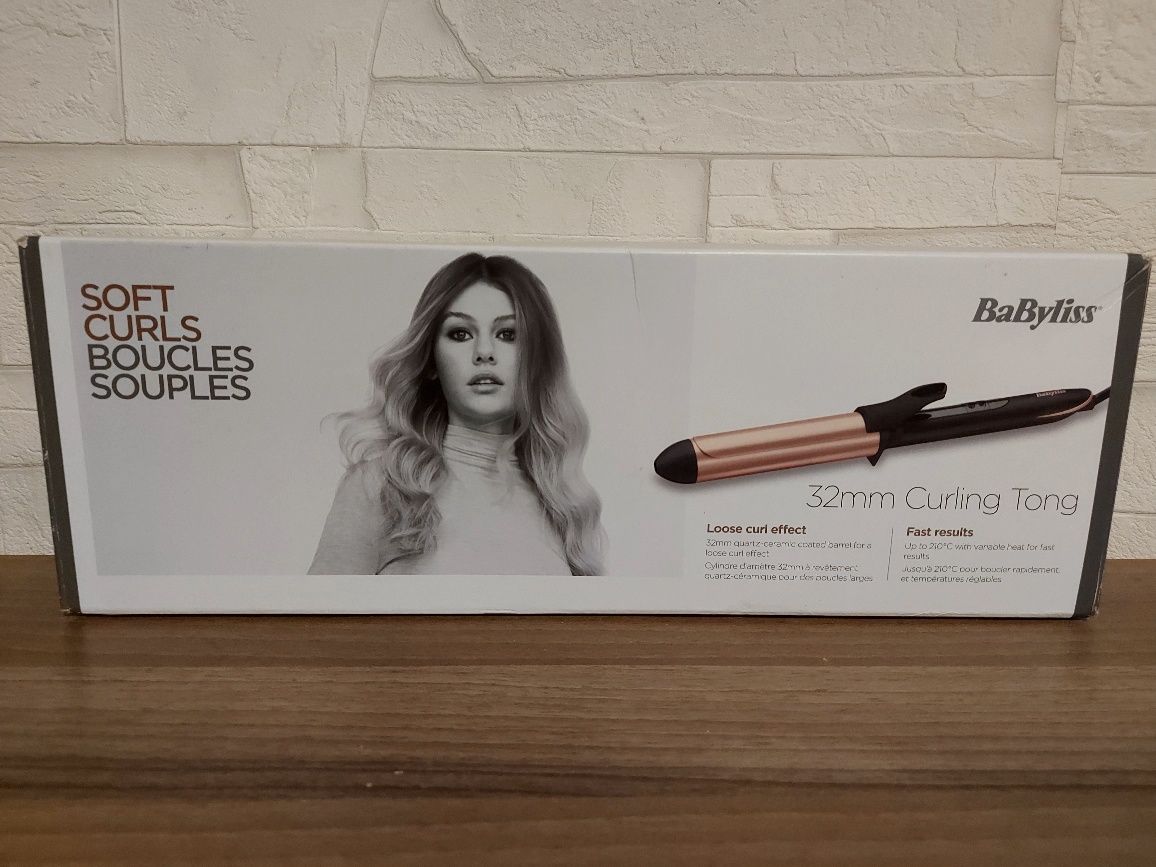 SOFT
CURLS
BOUCLES
SOUPLES
BaByliss®
BaByliss
32mm Curling Tong
Loose curl effect
32mm quartz-ceramic coated barrel for a
loose curl effect
Cylindre diamètre 32mm à revêtement
quartz-céramique pour des boucles larges
Fast results
Up to 210°C with variable heat for fast
results
Jusqu'à 210°C pour boucler rapidement
et températures réglables